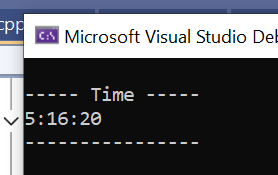 cpp
Microsoft Visual Studio Deb
----- Time -----
5:16:20
----------------